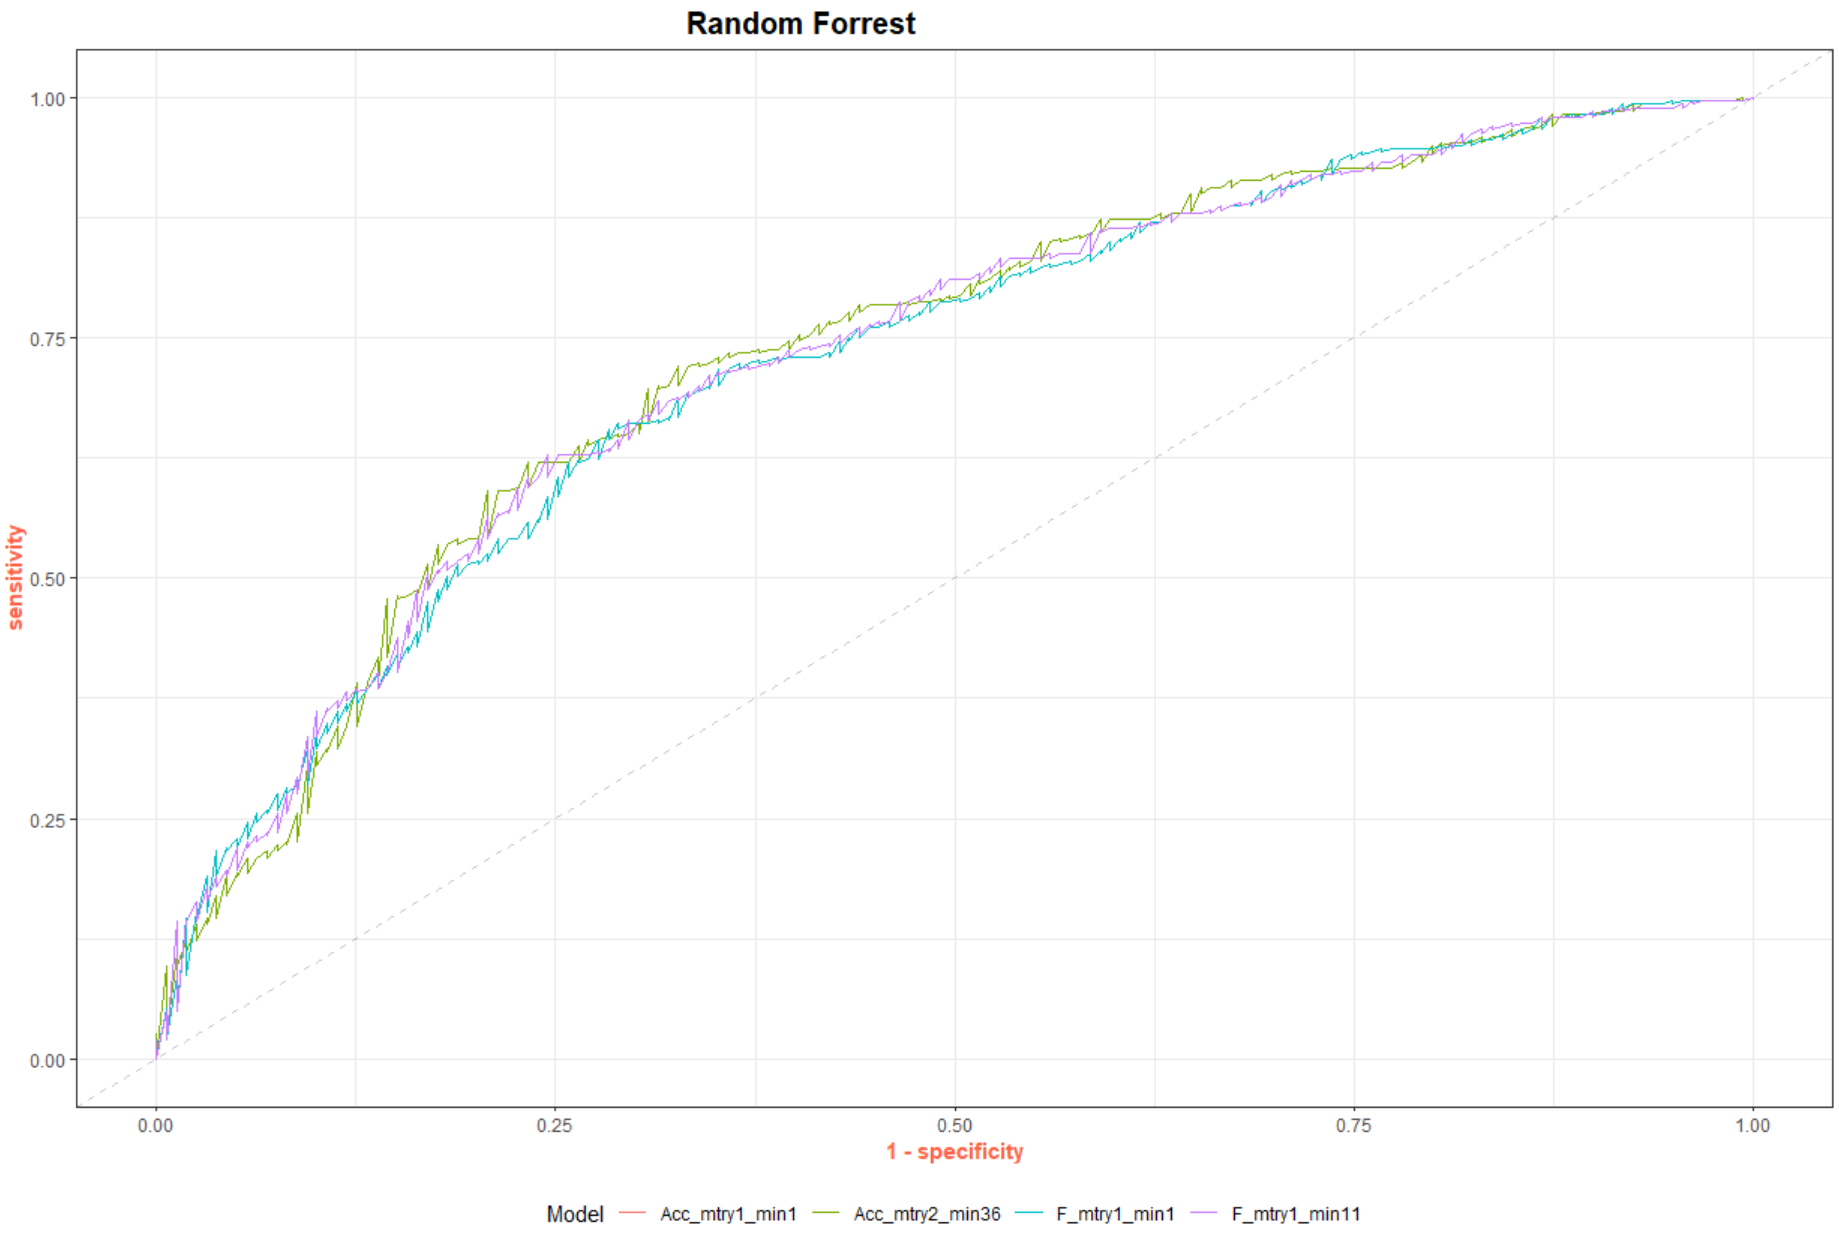 Random Forrest
1.00
0.75
0.50
0.25
0.00
sensitivity
0.00 0.25 0.50 0.75 1.00
1 - specificity
Model Acc_mtry1_min1 Acc_mtry2_min36 F_mtry1_min1 F_mtry1_min11